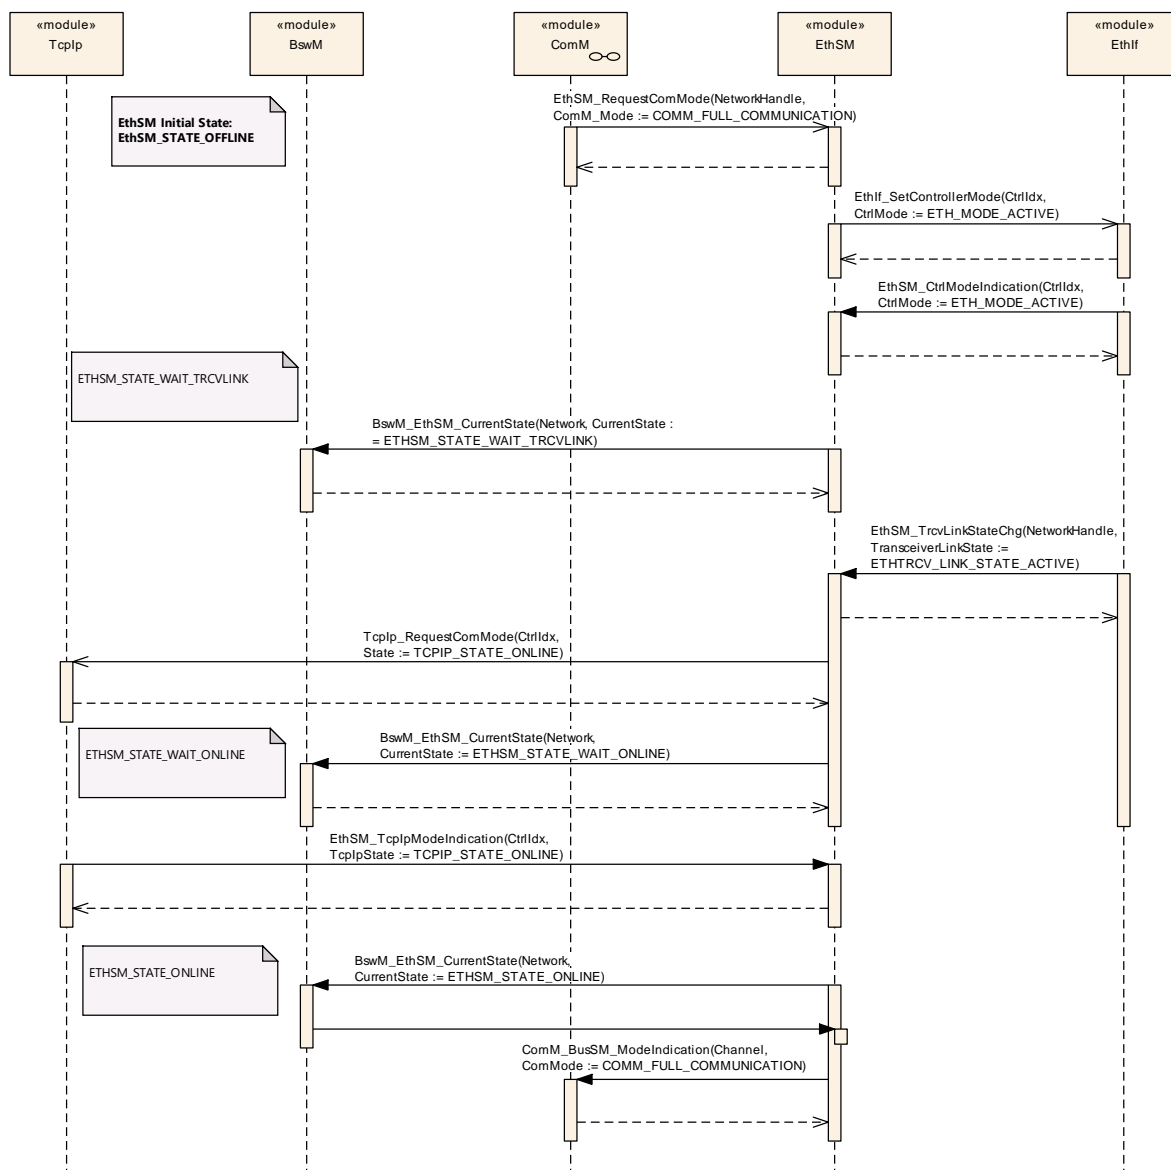 «module»
TcpIp
«module»
BswM
«module»
ComM
«module»
EthSM
«module»
EthIf
EthSM Initial State:
EthSM_STATE_OFFLINE
EthSM_RequestComMode(NetworkHandle,
ComM_Mode := COMM_FULL_COMMUNICATION)
EthIf_SetControllerMode(CtrlIdx,
CtrlMode := ETH_MODE_ACTIVE)
EthSM_CtrlModeIndication(CtrlIdx,
CtrlMode := ETH_MODE_ACTIVE)
ETHSM_STATE_WAIT_TRCVLINK
BswM_EthSM_CurrentState(Network, CurrentState :
= ETHSM_STATE_WAIT_TRCVLINK)
EthSM_TrcvLinkStateChg(NetworkHandle,
TransceiverLinkState :=
ETHTRCV_LINK_STATE_ACTIVE)
TcpIp_RequestComMode(CtrlIdx,
State := TCPIP_STATE_ONLINE)
ETHSM_STATE_WAIT_ONLINE
BswM_EthSM_CurrentState(Network,
CurrentState := ETHSM_STATE_WAIT_ONLINE)
EthSM_TcpIpModeIndication(CtrlIdx,
TcpIpState := TCPIP_STATE_ONLINE)
ETHSM_STATE_ONLINE
BswM_EthSM_CurrentState(Network,
CurrentState := ETHSM_STATE_ONLINE)
ComM_BusSM_ModeIndication(Channel,
ComMode := COMM_FULL_COMMUNICATION)